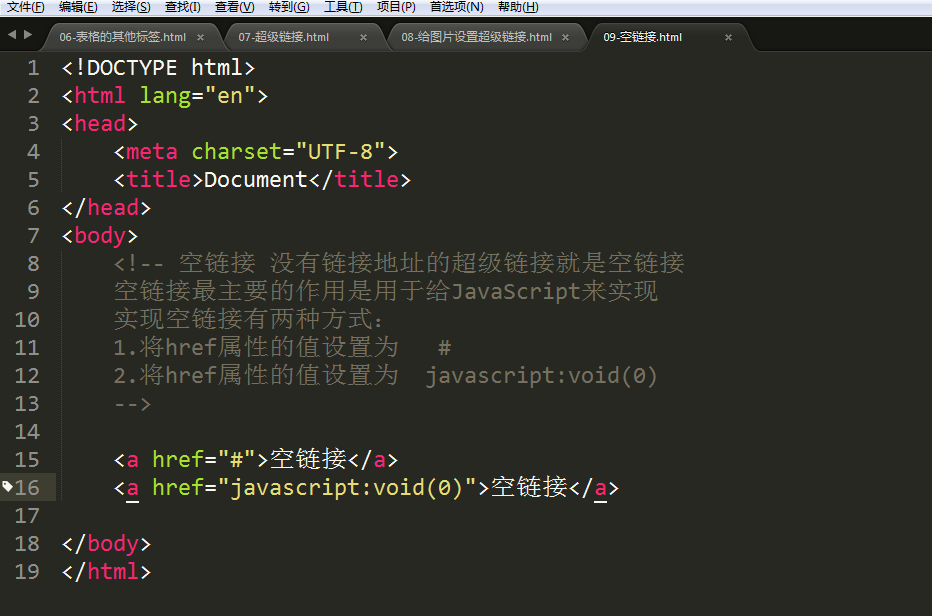 文件(F) 编辑(E) 选择(S) 查找(I) 查看(V) 转到(G) 工具(T) 项目(P) 首选项(N) 帮助(H)
06-表格的其他标签.html × 07-超级链接.html × 08-给图片设置超级链接.html × 09-空链接.html ×
1 <!DOCTYPE html>
2 <html lang="en">
3 <head>
4 <meta charset="UTF-8">
5 <title>Document</title>
6 </head>
7 <body>
8 <!-- 空链接 没有链接地址的超级链接就是空链接
9 空链接最主要的作用是用于给JavaScript来实现
10 实现空链接有两种方式：
11 1.将href属性的值设置为 #
12 2.将href属性的值设置为 javascript:void(0)
13 -->
14
15 <a href="#">空链接</a>
16 <a href="javascript:void(0)">空链接</a>
17
18 </body>
19 </html>